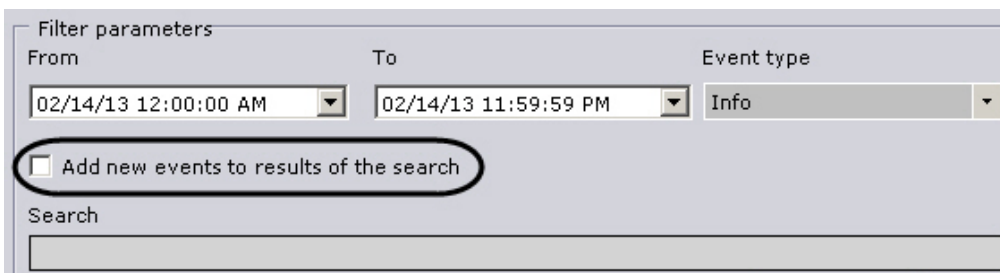 Filter parameters
From To Event type
02/14/13 12:00:00 AM 02/14/13 11:59:59 PM Info
Add new events to results of the search
Search